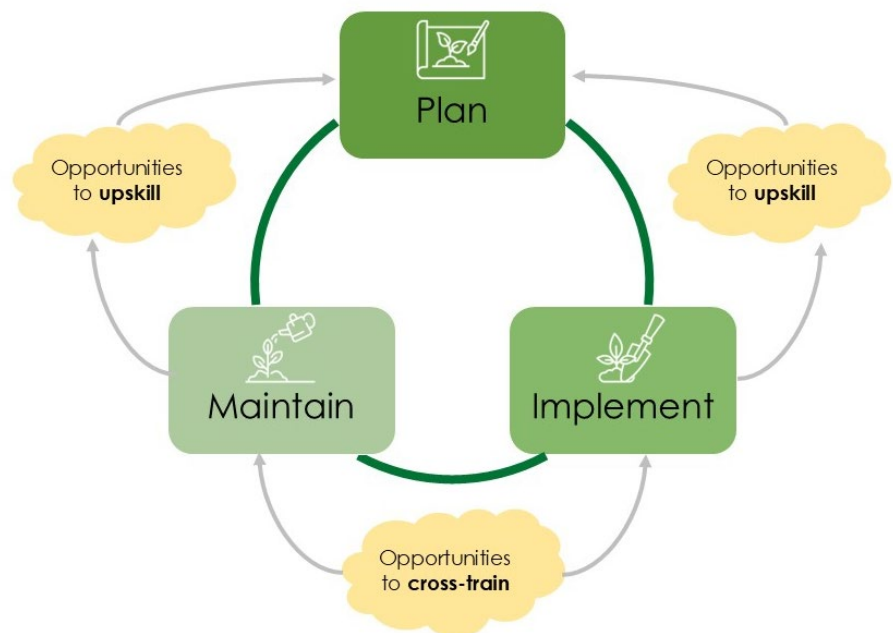 Plan
Opportunities
to upskill
Opportunities
to upskill
Maintain
Implement
Opportunities
to cross-train